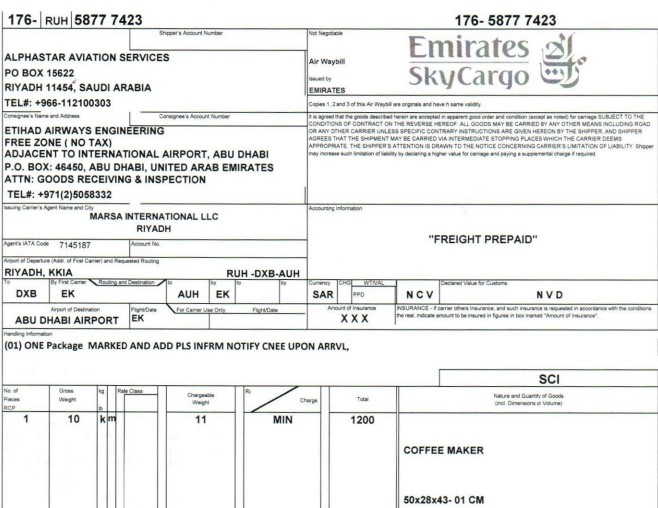 176- RUH 5877 7423
176- 5877 7423
Shipper's Account Number
Not Negotiable
Emirates
SkyCargo
Air Waybill
Issued by
EMIRATES
ALPHASTAR AVIATION SERVICES
PO BOX 15622
RIYADH 11454, SAUDI ARABIA
TEL#: +966-112100303
Copies 1, 2 and 3 of this Air Waybill are originals and have h same validity.
Consignee's Name and Address
Consignee's Account Number
ETIHAD AIRWAYS ENGINEERING
FREE ZONE ( NO TAX)
ADJACENT TO INTERNATIONAL AIRPORT, ABU DHABI
P.O. BOX: 46450, ABU DHABI, UNITED ARAB EMIRATES
ATTN: GOODS RECEIVING & INSPECTION
TEL#: +971(2)5058332
It is agreed that the goods described herein are accepted in apparent good order and condition (except as noted) for carriage SUBJECT TO THE
CONDITIONS OF CONTRACT ON THE REVERSE HEREOF. ALL GOODS MAY BE CARRIED BY ANY OTHER MEANS INCLUDING ROAD
OR ANY OTHER CARRIER UNLESS SPECIFIC CONTRARY INSTRUCTIONS ARE GIVEN HEREON BY THE SHIPPER, AND SHIPPER
AGREES THAT THE SHIPMENT MAY BE CARRIED VIA INTERMEDIATE STOPPING PLACES WHICH THE CARRIER DEEMS
APPROPRIATE. THE SHIPPER'S ATTENTION IS DRAWN TO THE NOTICE CONCERNING CARRIER'S LIMITATION OF LIABILITY. Shipper
may increase such limitation of liability by declaring a higher value for carriage and paying a supplemental charge if required.
Issuing Carrier's Agent Name and City
MARSA INTERNATIONAL LLC
RIYADH
Accounting Information
"FREIGHT PREPAID"
Agent's IATA Code 7145187
Account No.
Airport of Departure (Addr. of First Carrier) and Requested Routing
RIYADH, KKIA RUH -DXB-AUH
To By First Carrier Routing and Destination to by to by Currency CHG WT/VAL Declared Value for Customs
DXB EK AUH EK SAR PPD N C V N V D
Airport of Destination Flight/Date For Carrier Use Only Flight/Date Amount of Insurance
ABU DHABI AIRPORT EK X X X
INSURANCE - If carrier others Insurance, and such insurance is requested in accordance with the conditions
the real, indicate amount to be insured in figures in box marked "Amount of Insurance".
Handling Information
(01) ONE Package MARKED AND ADD PLS INFRM NOTIFY CNEE UPON ARRVL,
SCI
No. of Pieces RCP
Gross Weight
kg lb
Rate Class
Chargeable Weight
Charge
Total
Nature and Quantity of Goods
(incl. Dimensions or Volume)
1 10 k m 11 MIN 1200
COFFEE MAKER
50x28x43- 01 CM